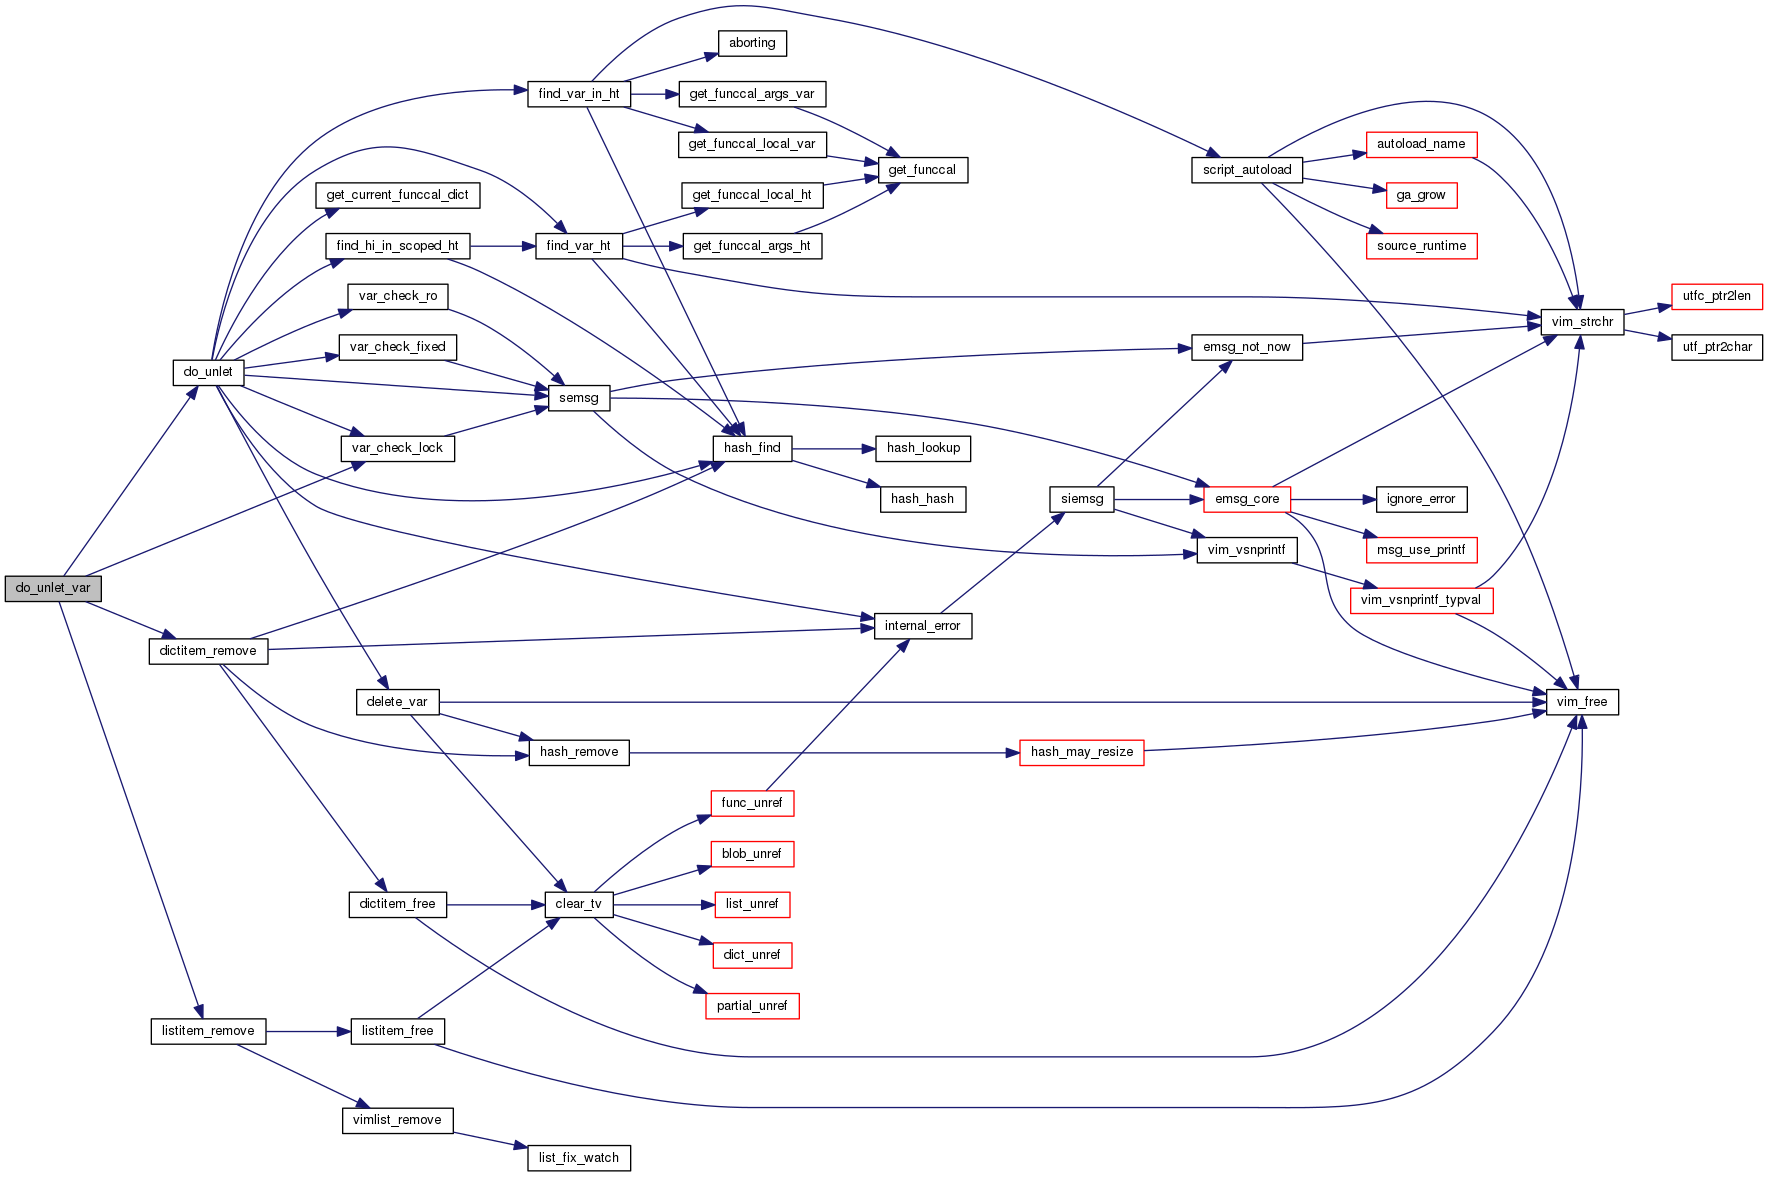 do_unlet_var
do_unlet
dictitem_remove
listitem_remove
get_current_funccal_dict
find_hi_in_scoped_ht
var_check_ro
var_check_fixed
var_check_lock
delete_var
dictitem_free
listitem_free
vimlist_remove
find_var_in_ht
find_var_ht
semsg
hash_remove
clear_tv
list_fix_watch
aborting
get_funccal_args_var
get_funccal_local_var
get_funccal_local_ht
get_funccal_args_ht
hash_find
func_unref
blob_unref
list_unref
dict_unref
partial_unref
get_funccal
hash_lookup
hash_hash
internal_error
siemsg
hash_may_resize
script_autoload
emsg_not_now
emsg_core
vim_vsnprintf
autoload_name
ga_grow
source_runtime
ignore_error
msg_use_printf
vim_vsnprintf_typval
vim_strchr
vim_free
utfc_ptr2len
utf_ptr2char